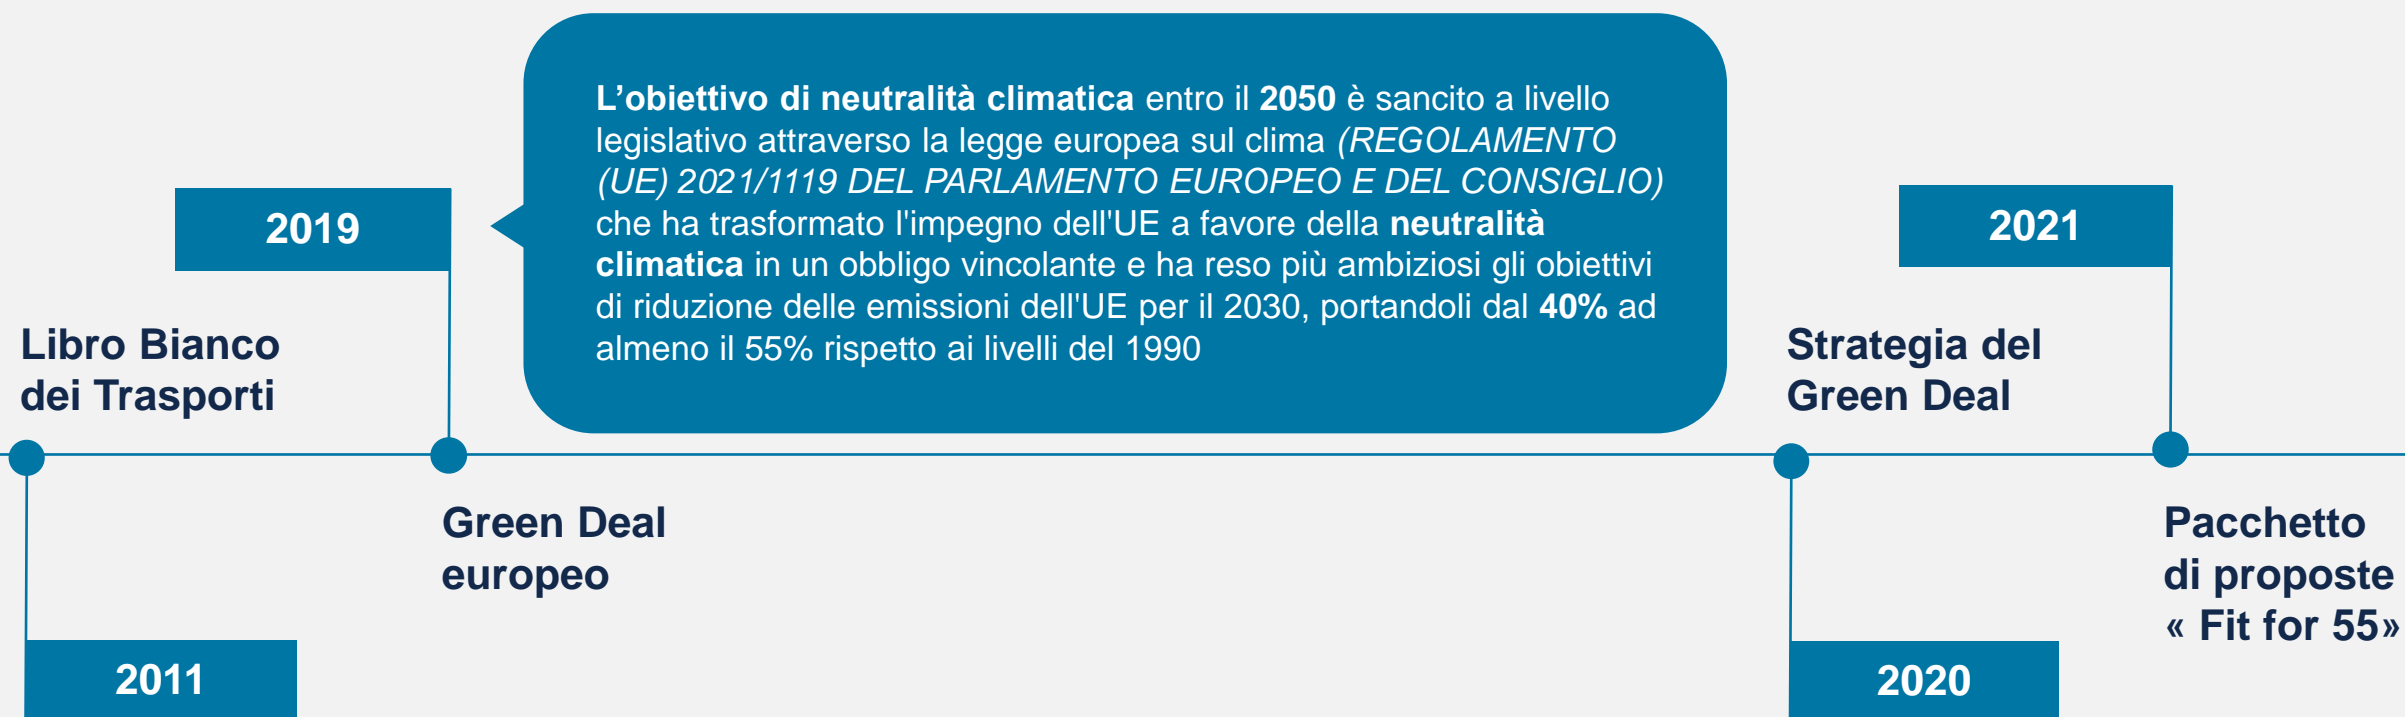 L’obiettivo di neutralità climatica entro il 2050 è sancito a livello
legislativo attraverso la legge europea sul clima (REGOLAMENTO
(UE) 2021/1119 DEL PARLAMENTO EUROPEO E DEL CONSIGLIO)
che ha trasformato l'impegno dell'UE a favore della neutralità
climatica in un obbligo vincolante e ha reso più ambiziosi gli obiettivi
di riduzione delle emissioni dell'UE per il 2030, portandoli dal 40% ad
almeno il 55% rispetto ai livelli del 1990
2019
2021
Libro Bianco
dei Trasporti
Strategia del
Green Deal
Green Deal
europeo
Pacchetto
di proposte
« Fit for 55»
2011
2020